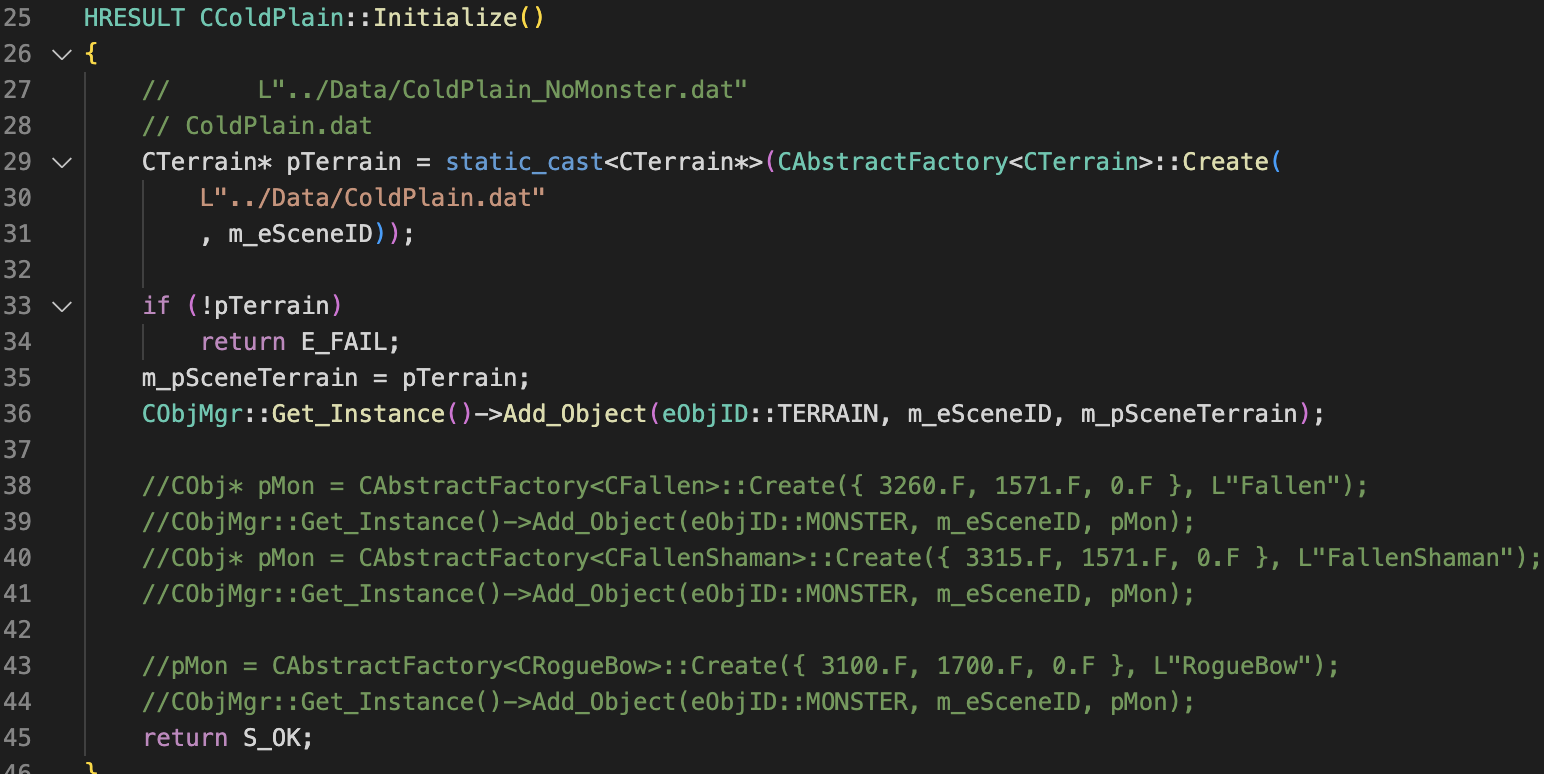 25 HRESULT CColdPlain::Initialize()
26 {
27 //      L"../Data/ColdPlain_NoMonster.dat"
28 // ColdPlain.dat
29 CTerrain* pTerrain = static_cast<CTerrain*>(CAbstractFactory<CTerrain>::Create(
30 L"../Data/ColdPlain.dat"
31 , m_eSceneID));
32
33 if (!pTerrain)
34 return E_FAIL;
35 m_pSceneTerrain = pTerrain;
36 CObjMgr::Get_Instance()->Add_Object(eObjID::TERRAIN, m_eSceneID, m_pSceneTerrain);
37
38 //CObj* pMon = CAbstractFactory<CFallen>::Create({ 3260.F, 1571.F, 0.F }, L"Fallen");
39 //CObjMgr::Get_Instance()->Add_Object(eObjID::MONSTER, m_eSceneID, pMon);
40 //CObj* pMon = CAbstractFactory<CFallenShaman>::Create({ 3315.F, 1571.F, 0.F }, L"FallenShaman");
41 //CObjMgr::Get_Instance()->Add_Object(eObjID::MONSTER, m_eSceneID, pMon);
42
43 //pMon = CAbstractFactory<CRogueBow>::Create({ 3100.F, 1700.F, 0.F }, L"RogueBow");
44 //CObjMgr::Get_Instance()->Add_Object(eObjID::MONSTER, m_eSceneID, pMon);
45 return S_OK;
46 }